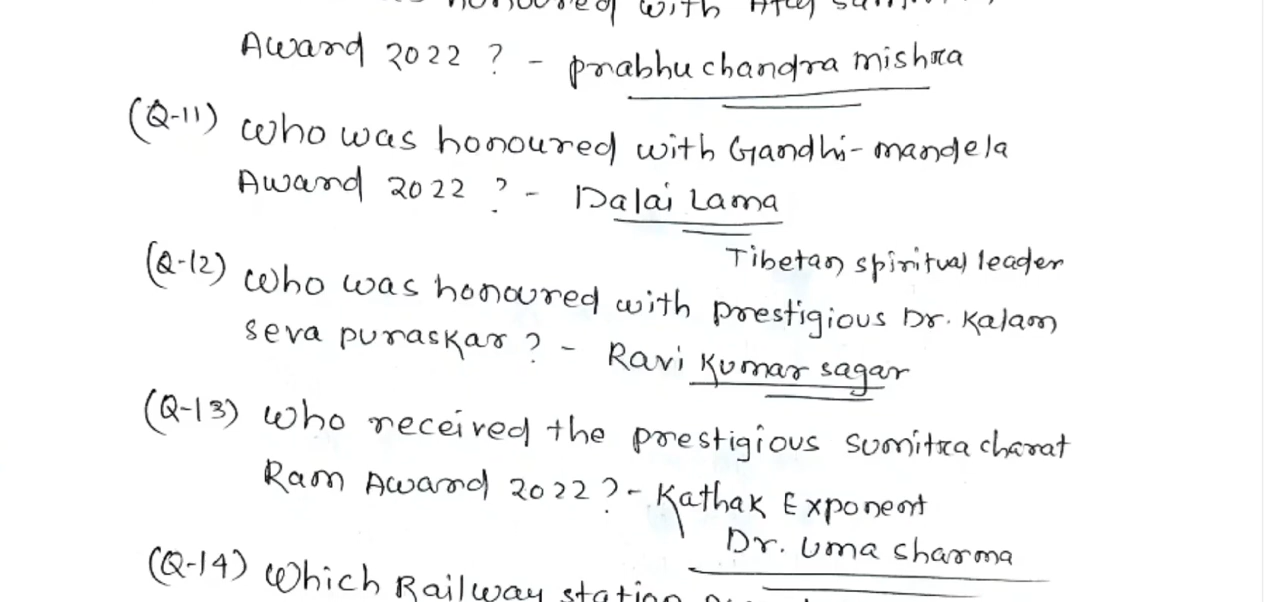 with
Award 2022 ? - prabhu chandra mishra
(Q-11) who was honoured with Gandhi-mandela
Award 2022 ? - Dalai Lama
Tibetan spiritual leader
(Q-12) who was honoured with prestigious Dr. Kalam
seva puraskar ? - Ravi Kumar sagar
(Q-13) who received the prestigious sumitra charat
Ram Award 2022 ? - Kathak Exponent
Dr. Uma sharma
(Q-14) which Railway station